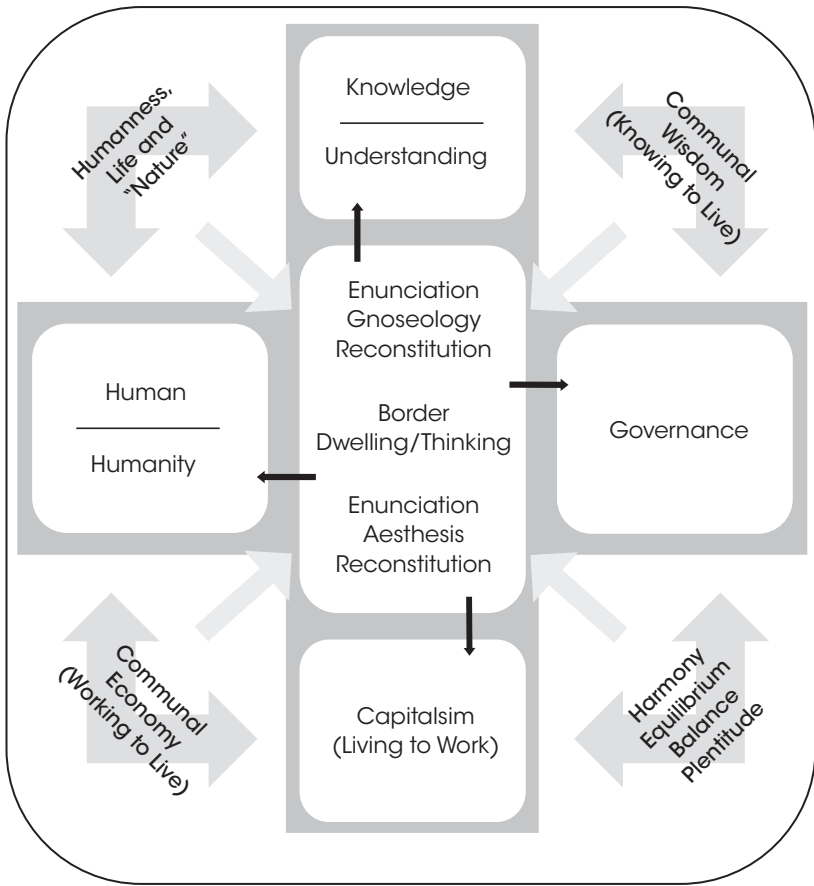 Knowledge
Understanding
Humanness,
Life and
“Nature”
Communal
Wisdom
(Knowing to Live)
Enunciation
Gnoseology
Reconstitution
Border
Dwelling/Thinking
Enunciation
Aesthesis
Reconstitution
Human
Humanity
Governance
Communal
Economy
(Working to Live)
Capitalsim
(Living to Work)
Harmony
Equilibrium
Balance
Plentitude